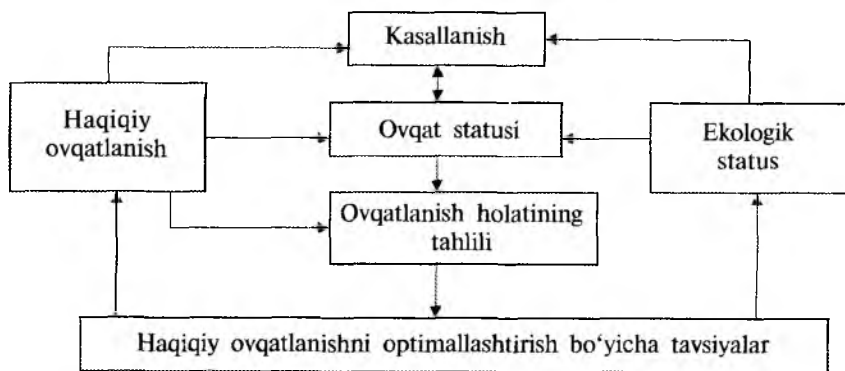 Kasallanish
Haqiqiy
ovqatlanish
Ovqat statusi
Ekologik
status
Ovqatlanish holatining
tahlili
Haqiqiy ovqatlanishni optimallashtirish bo‘yicha tavsiyalar